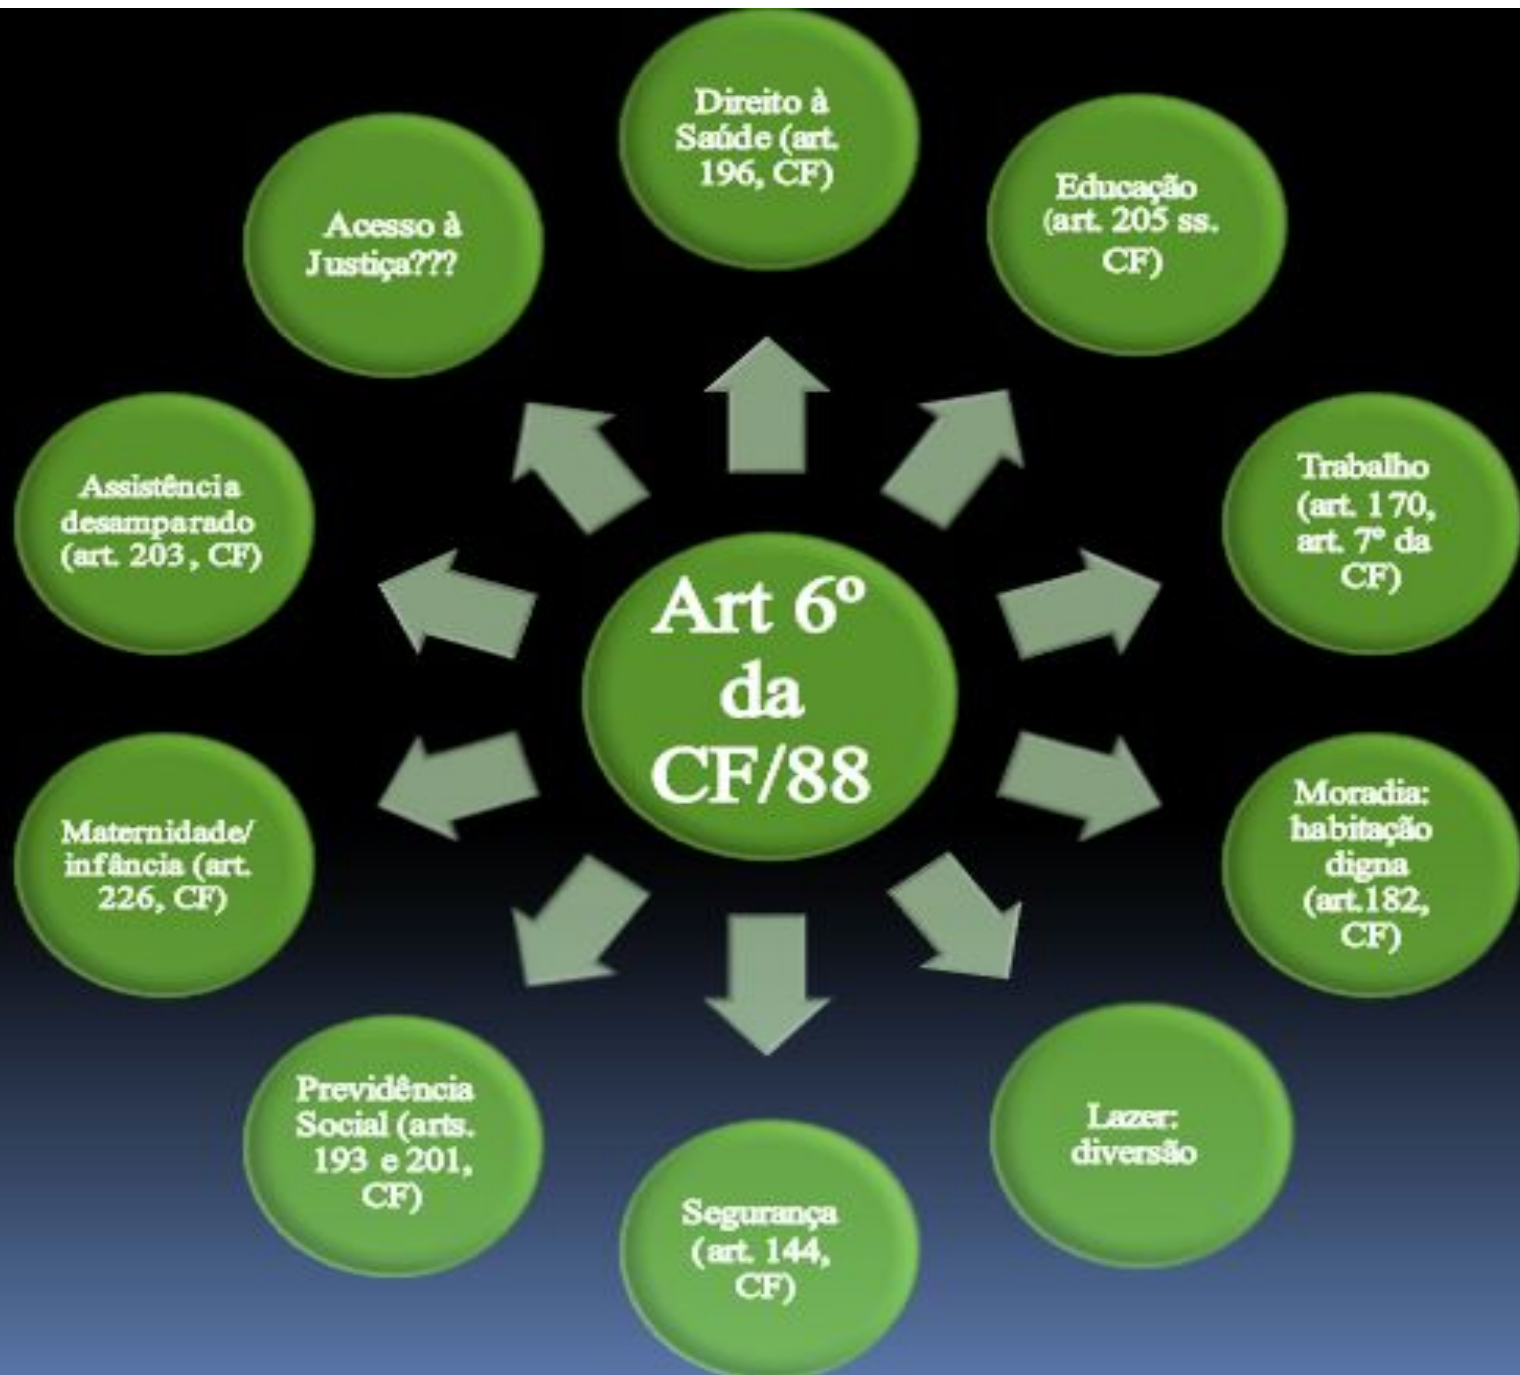 Direito à
Saúde (art.
196, CF)
Educação
(art. 205 ss.
CF)
Trabalho
(art. 170,
art. 7º da
CF)
Moradia:
habitação
digna
(art.182,
CF)
Lazer:
diversão
Segurança
(art. 144,
CF)
Previdência
Social (arts.
193 e 201,
CF)
Maternidade/
infância (art.
226, CF)
Assistência
desamparado
(art. 203, CF)
Acesso à
Justiça???
Art 6º
da
CF/88